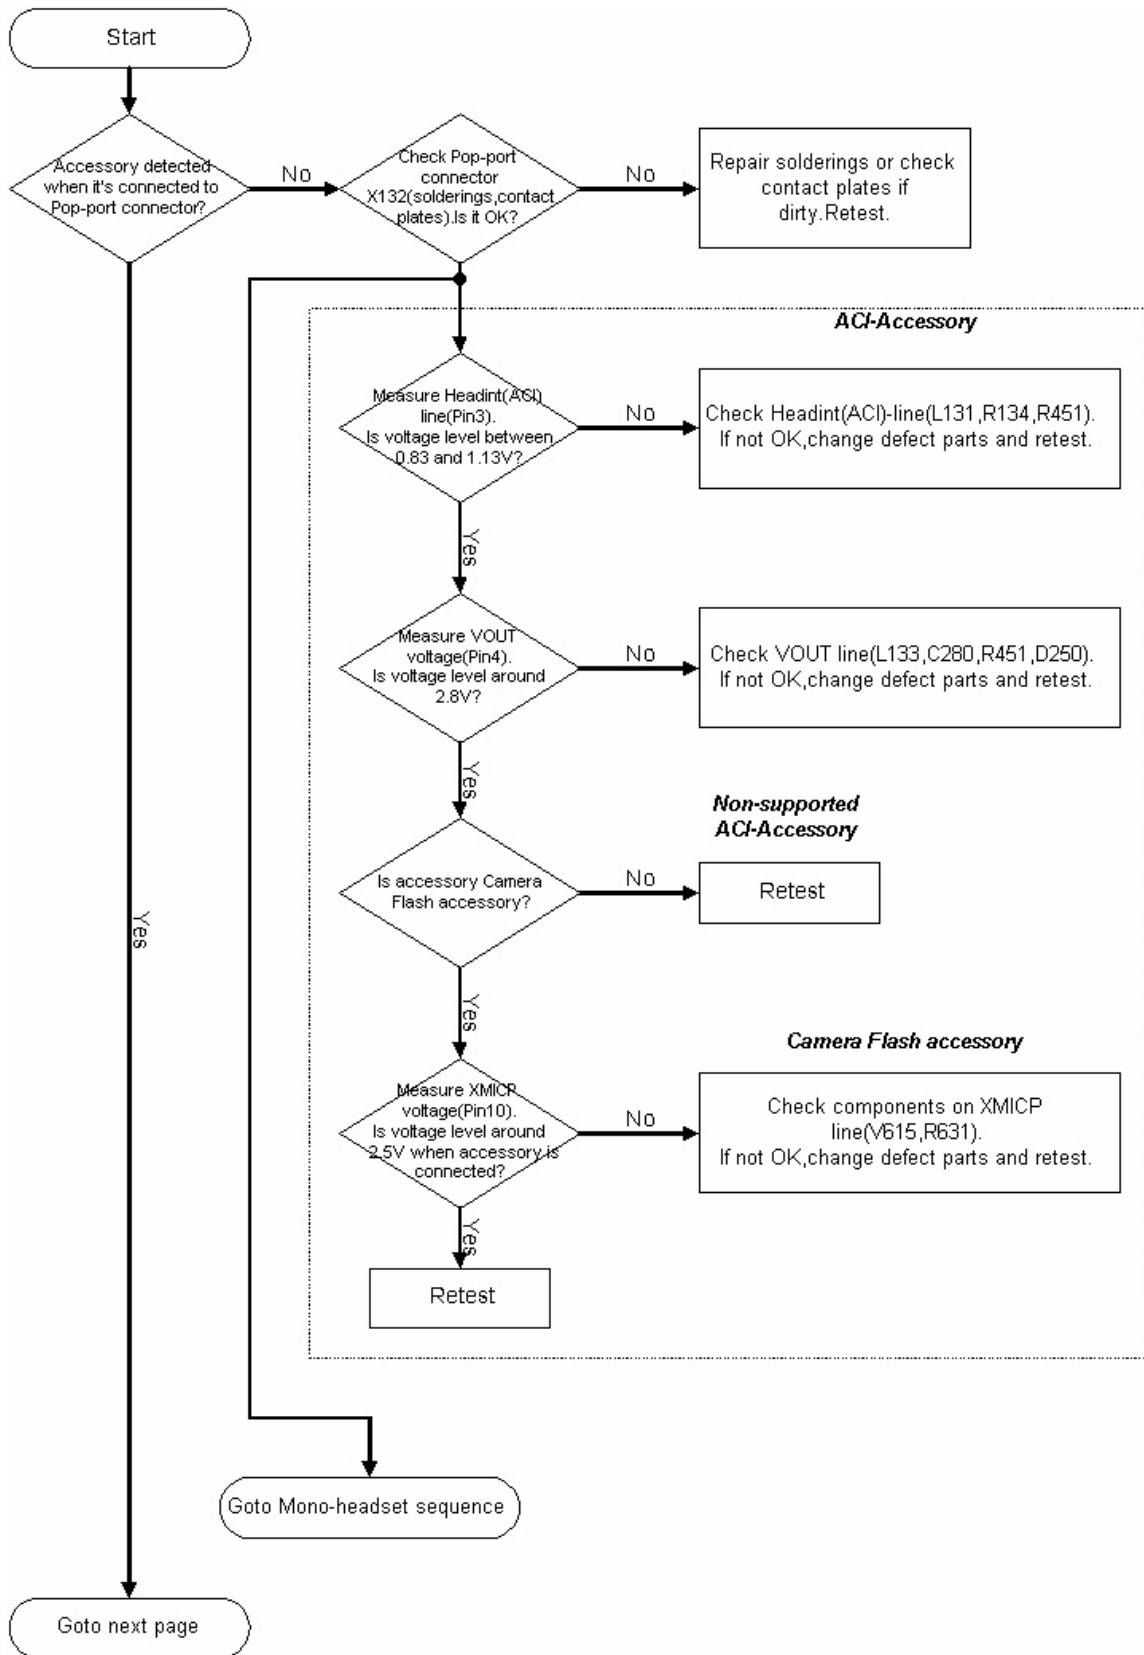 Start
Accessory detected
when it's connected to
Pop-port connector?
No
Check Pop-port
connector
X132(solderings,contact
plates).Is it OK?
No
Repair solderings or check
contact plates if
dirty.Retest.
ACI-Accessory
Measure Headint(ACI)
line(Pin3).
Is voltage level between
0.83 and 1.13V?
No
Check Headint(ACI)-line(L131,R134,R451).
If not OK,change defect parts and retest.
Yes
Measure VOUT
voltage(Pin4).
Is voltage level around
2.8V?
No
Check VOUT line(L133,C280,R451,D250).
If not OK,change defect parts and retest.
Yes
Non-supported
ACI-Accessory
Is accessory Camera
Flash accessory?
No
Retest
Yes
Yes
Camera Flash accessory
Measure XMICP
voltage(Pin10).
Is voltage level around
2.5V when accessory is
connected?
No
Check components on XMICP
line(V615,R631).
If not OK,change defect parts and retest.
Yes
Retest
Goto Mono-headset sequence
Goto next page